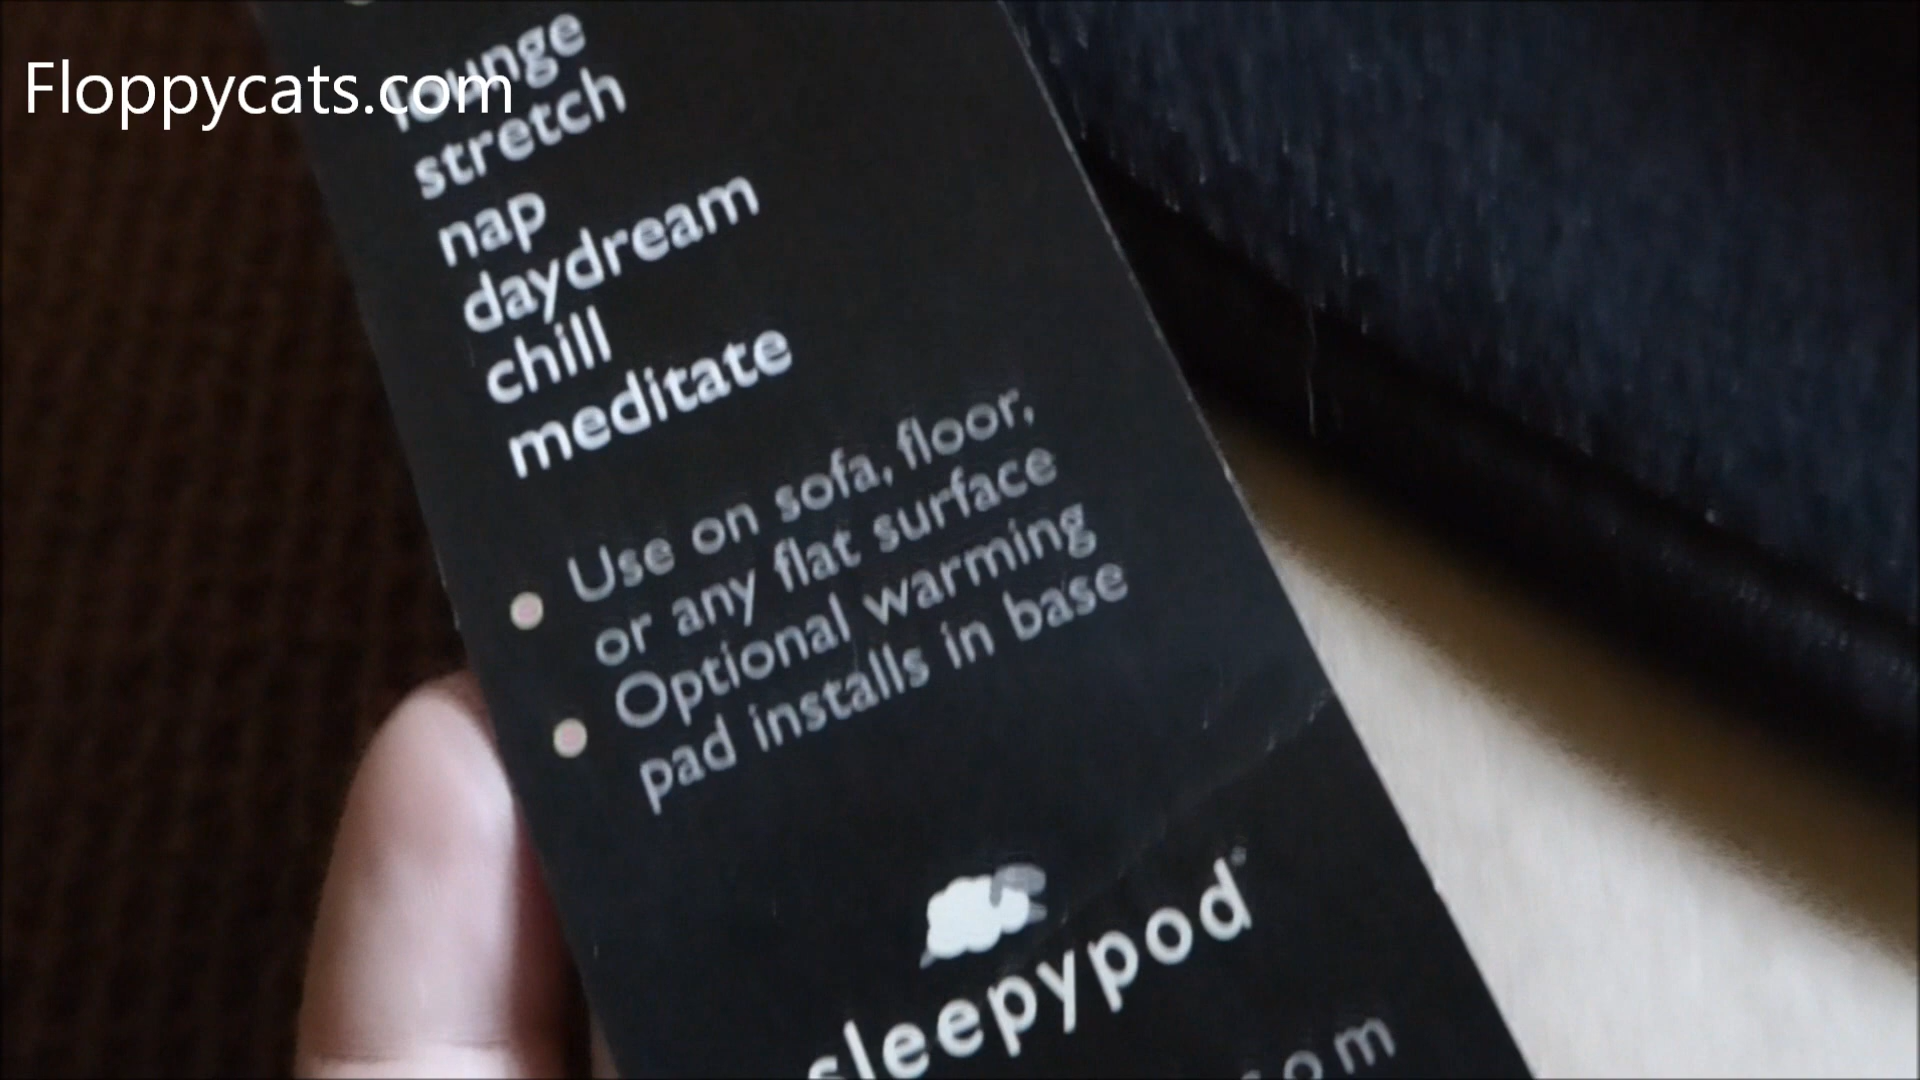 Floppycats.com
lounge
stretch
nap
daydream
chill
meditate
Use on sofa, floor,
or any flat surface
Optional warming
pad installs in base
sleepypod®
com